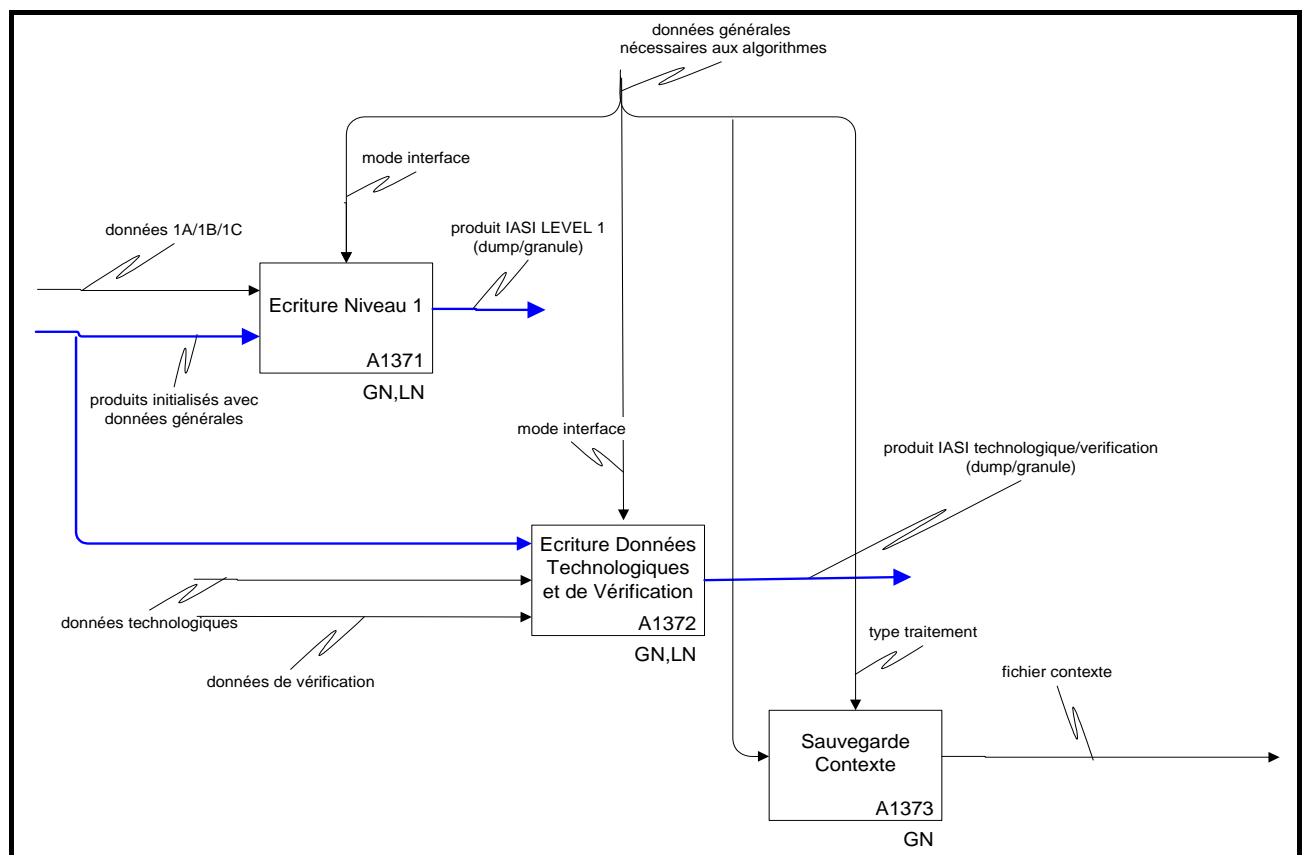 données générales
nécessaires aux algorithmes
mode interface
données 1A/1B/1C
produit IASI LEVEL 1
(dump/granule)
Ecriture Niveau 1
A1371
GN,LN
produits initialisés avec
données générales
mode interface
produit IASI technologique/verification
(dump/granule)
Ecriture Données
Technologiques
et de Vérification
A1372
GN,LN
données technologiques
données de vérification
type traitement
fichier contexte
Sauvegarde
Contexte
A1373
GN